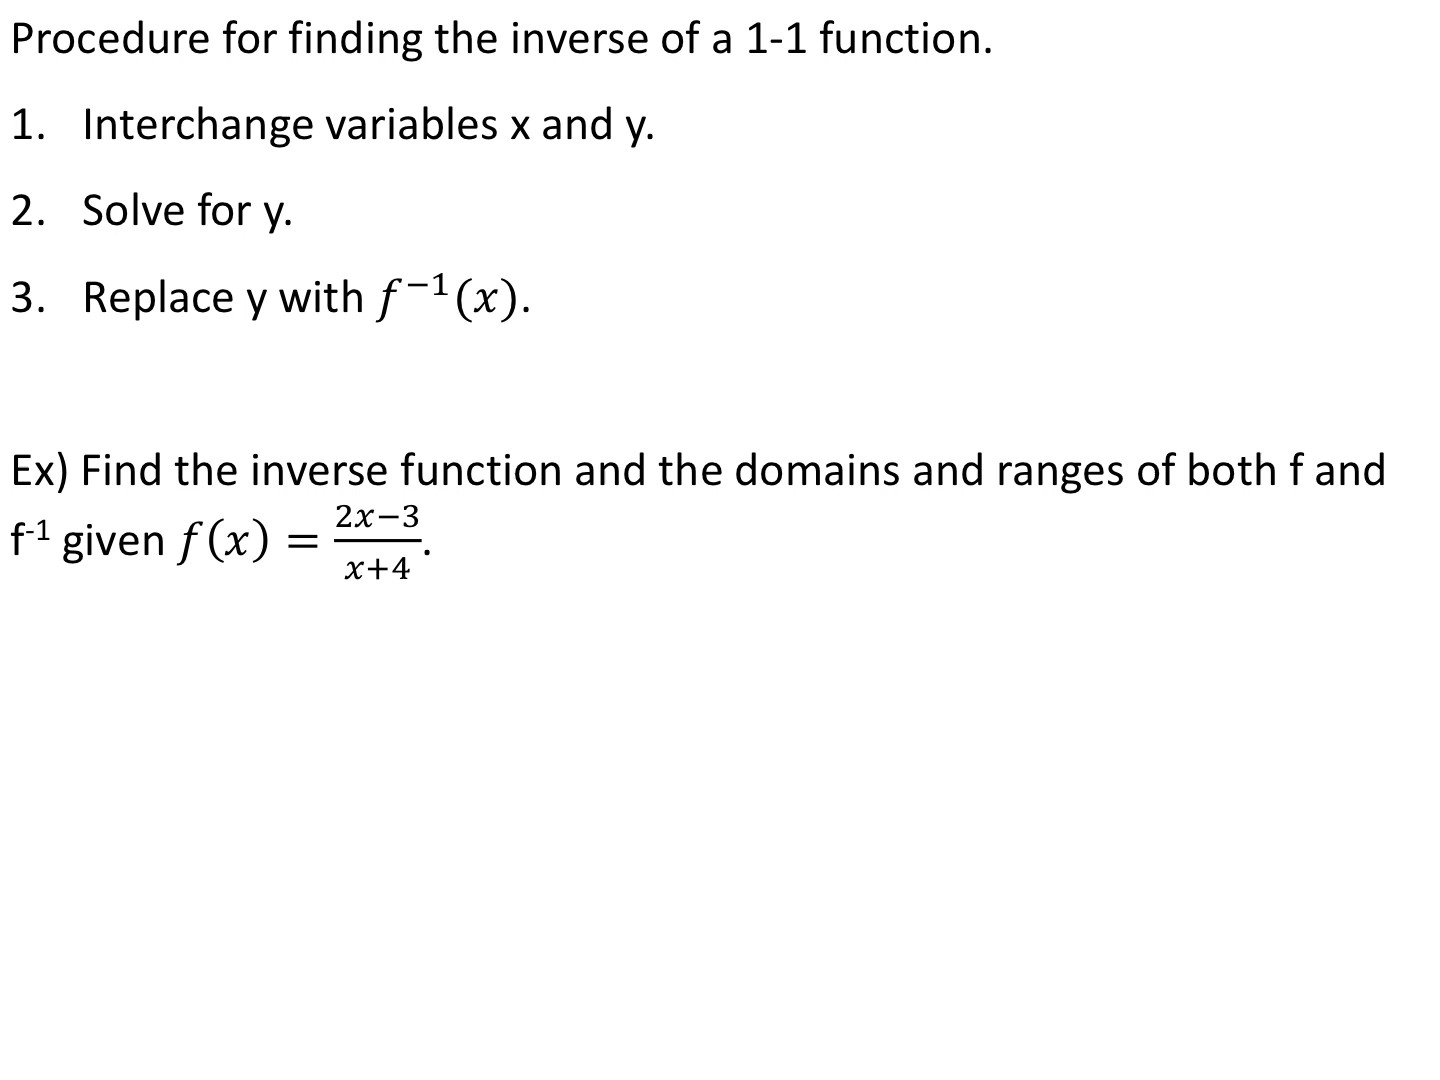 Procedure for finding the inverse of a 1-1 function.
1. Interchange variables x and y.
2. Solve for y.
3. Replace y with $f^{-1}(x)$.
Ex) Find the inverse function and the domains and ranges of both f and
f⁻¹ given $f(x) = \frac{2x-3}{x+4}$.